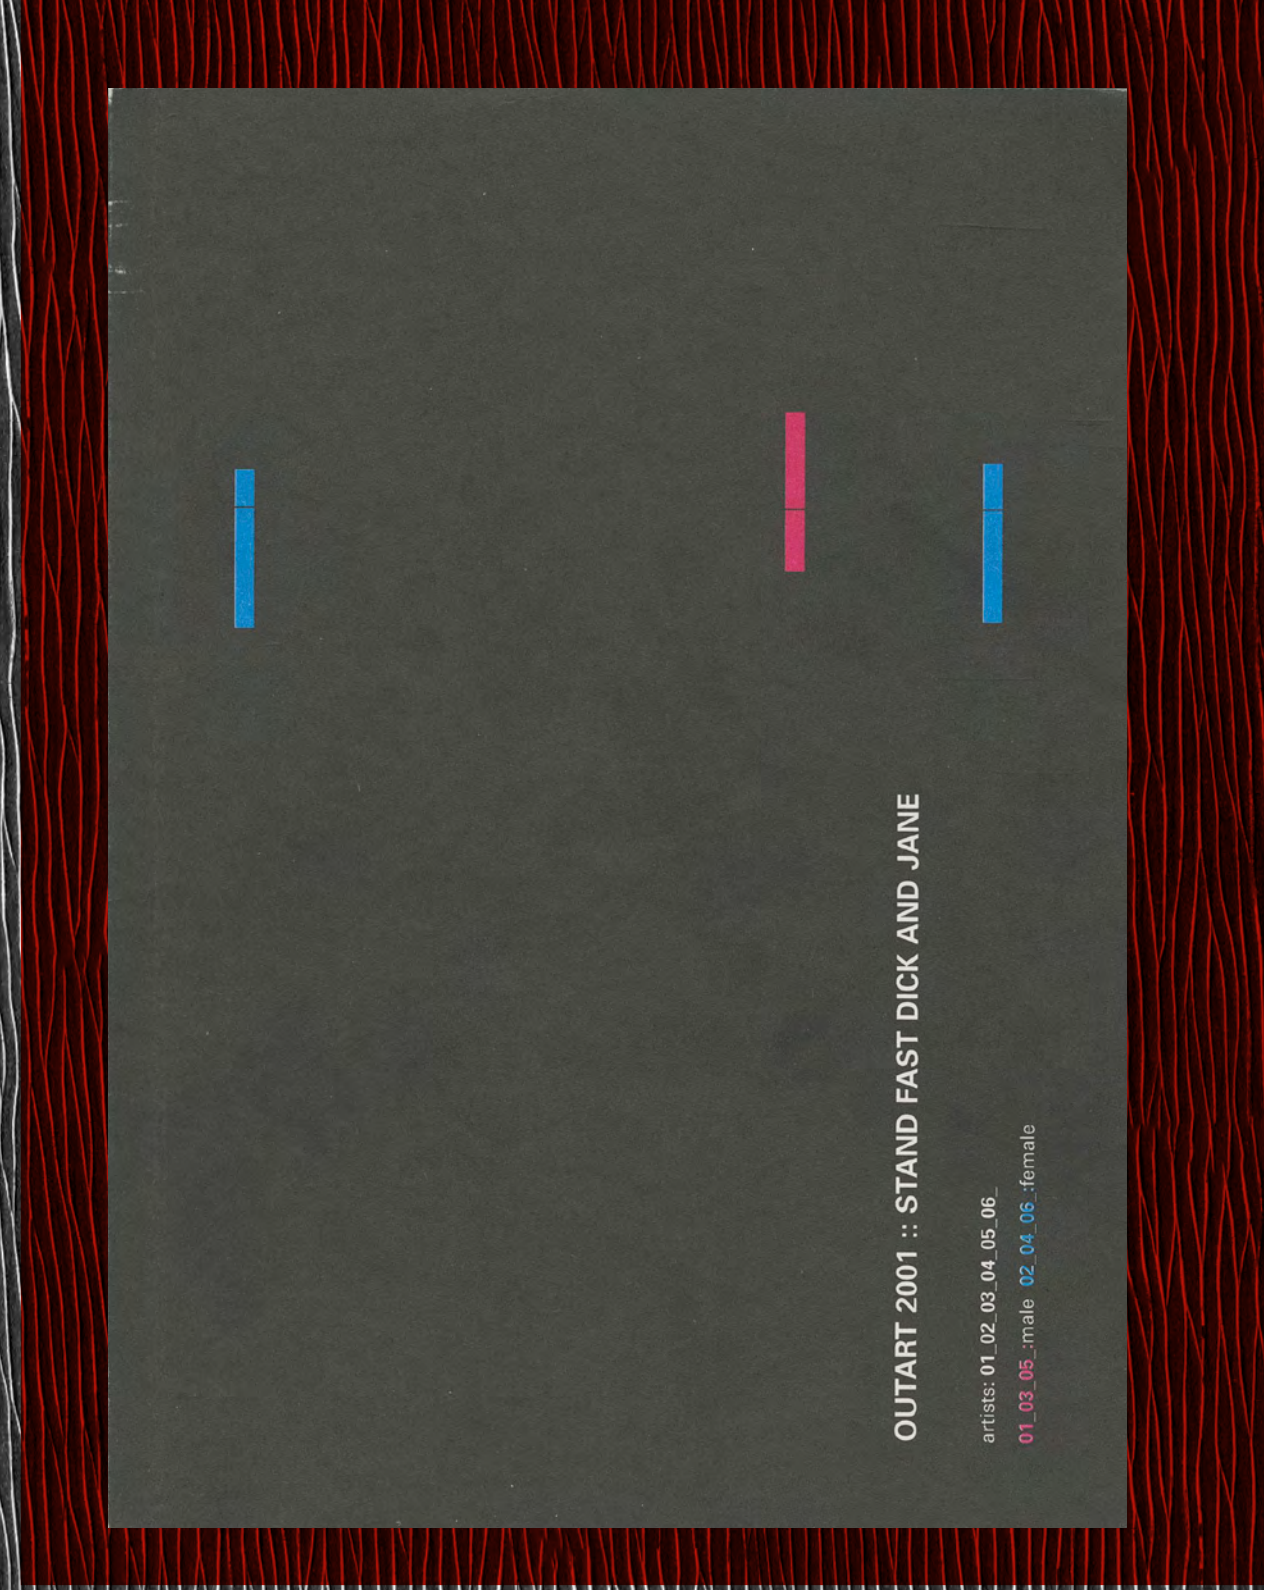 OUTART 2001 :: STAND FAST DICK AND JANE
artists: 01_02_03_04_05_06_
01_03_05_:male 02_04_06_:female